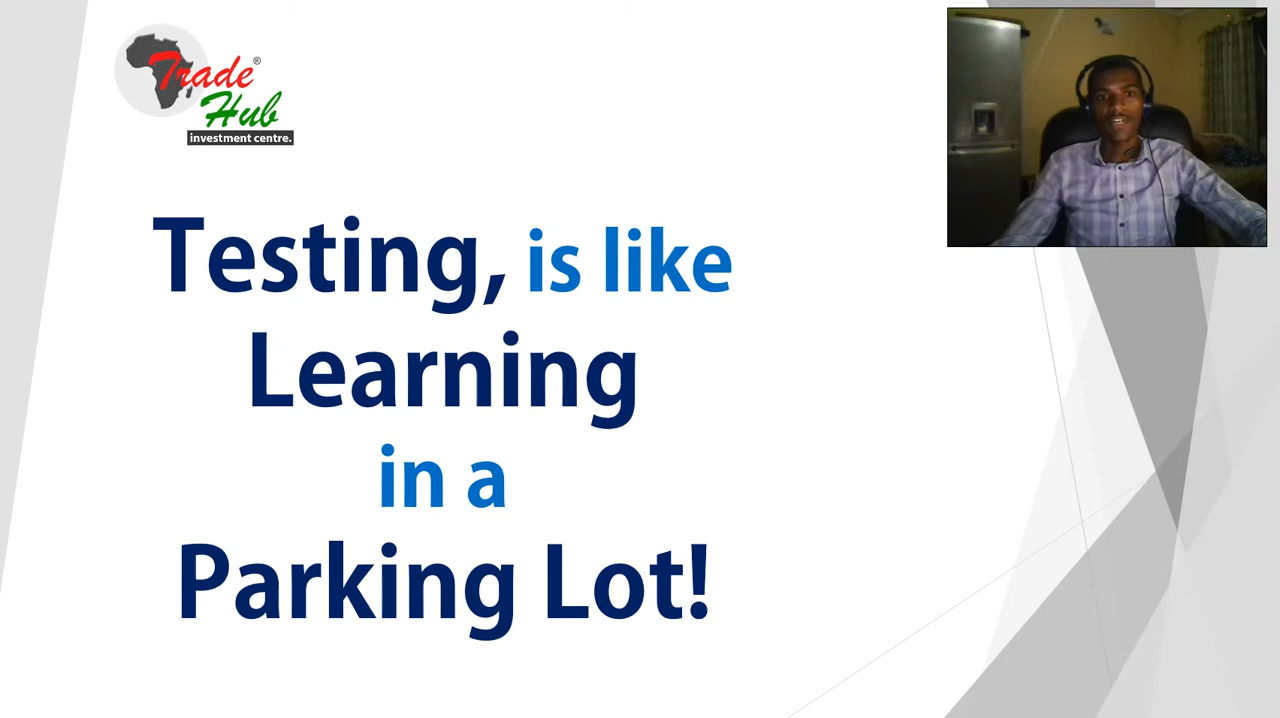 Trade®
Hub
investment centre.
Testing, is like
Learning
in a
Parking Lot!